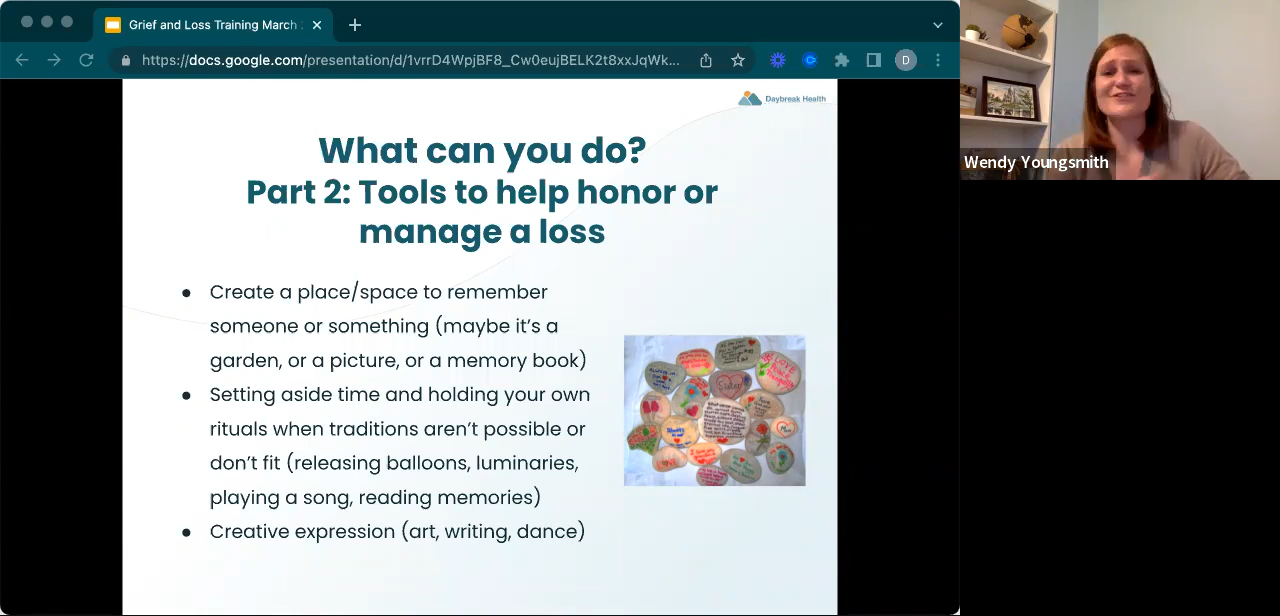 Grief and Loss Training March
https://docs.google.com/presentation/d/1vrrD4WpjBF8_Cw0eujBELK2t8xxJqWk...
D
Daybreak Health
What can you do?
Part 2: Tools to help honor or
manage a loss
● Create a place/space to remember
someone or something (maybe it's a
garden, or a picture, or a memory book)
● Setting aside time and holding your own
rituals when traditions aren't possible or
don't fit (releasing balloons, luminaries,
playing a song, reading memories)
● Creative expression (art, writing, dance)
Sister
LOVE
Mom
Wendy Youngsmith